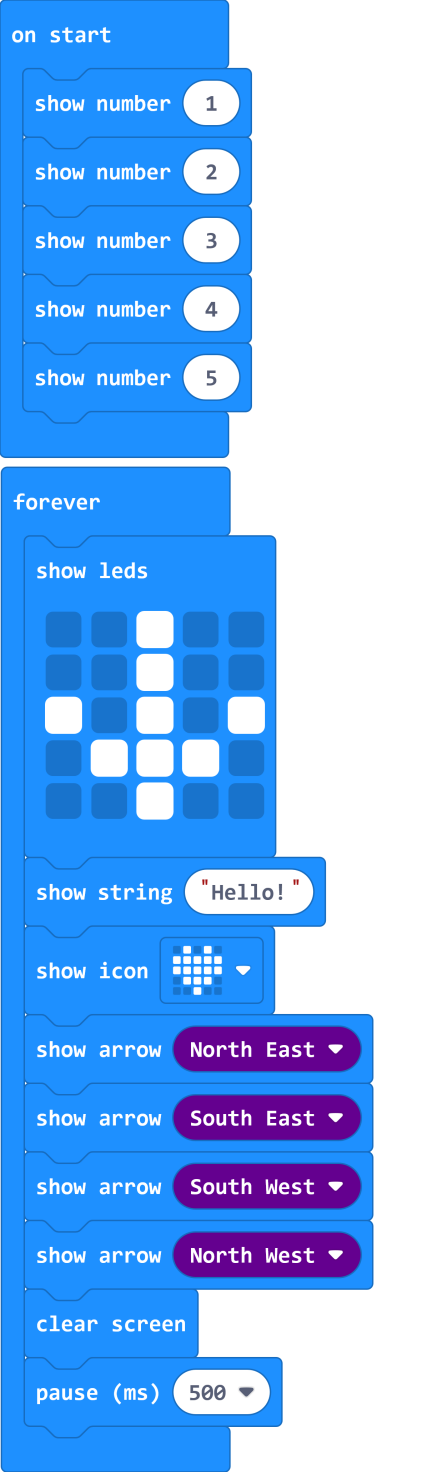 on start
show number 1
show number 2
show number 3
show number 4
show number 5
forever
show leds
show string "Hello!"
show icon
show arrow North East
show arrow South East
show arrow South West
show arrow North West
clear screen
pause (ms) 500